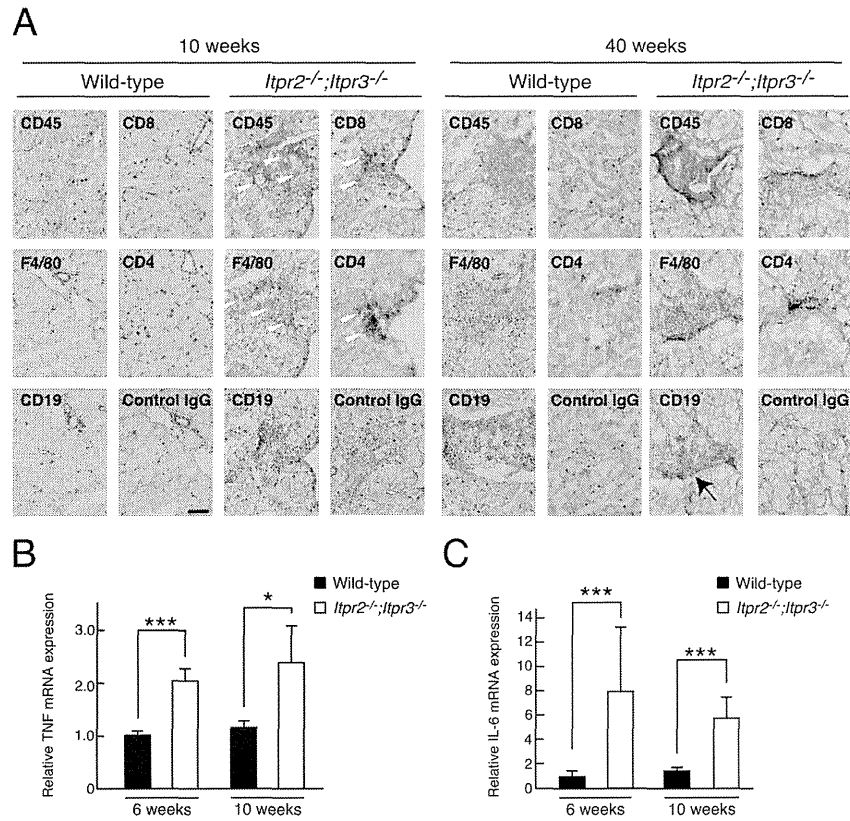 A
10 weeks
40 weeks
Wild-type
Itpr2-/-;Itpr3-/-
Wild-type
Itpr2-/-;Itpr3-/-
CD45
CD8
CD45
CD8
CD45
CD8
CD45
CD8
F4/80
CD4
F4/80
CD4
F4/80
CD4
F4/80
CD4
CD19
Control IgG
CD19
Control IgG
CD19
Control IgG
CD19
Control IgG
B
Wild-type
Itpr2-/-;Itpr3-/-
Relative TNF mRNA expression
3.0
2.0
1.0
0
***
*
6 weeks
10 weeks
C
Wild-type
Itpr2-/-;Itpr3-/-
Relative IL-6 mRNA expression
14
12
10
8
6
4
2
0
***
***
6 weeks
10 weeks